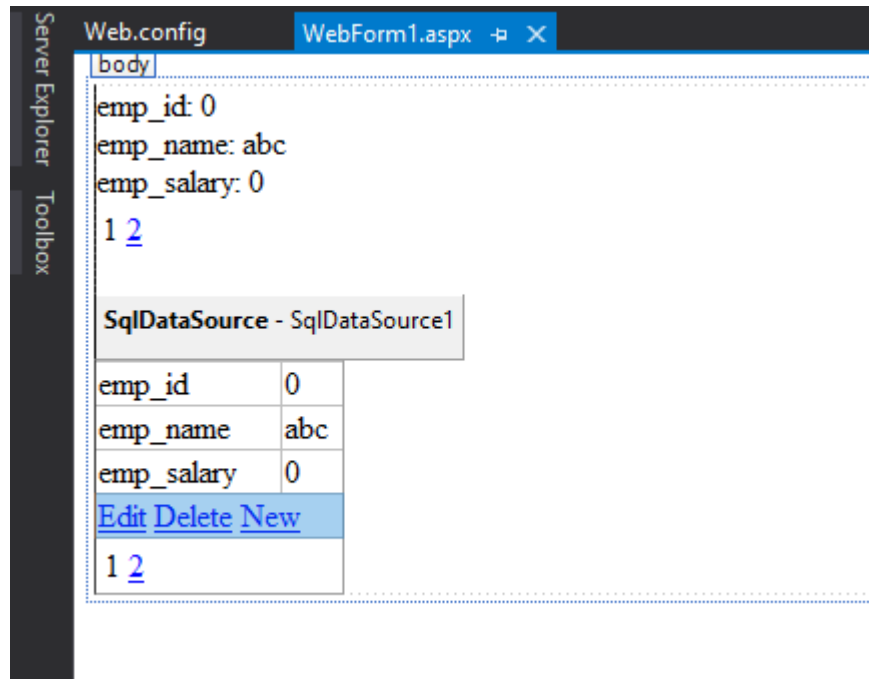 Server Explorer
Toolbox
Web.config
WebForm1.aspx
body
emp_id: 0
emp_name: abc
emp_salary: 0
1 2
SqlDataSource - SqlDataSource1
emp_id 0
emp_name abc
emp_salary 0
Edit Delete New
1 2